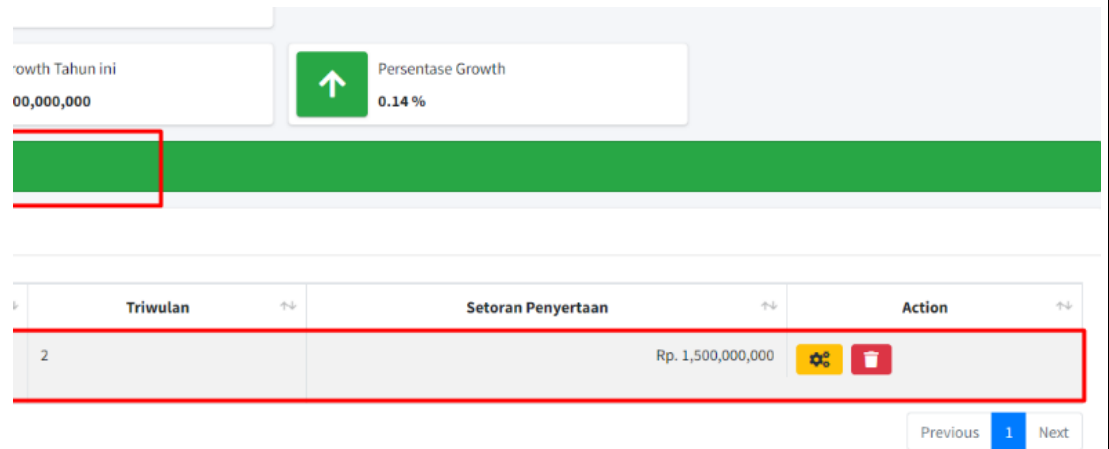 rowth Tahun ini
00,000,000
Persentase Growth
0.14 %
Triwulan
Setoran Penyertaan
Action
2
Rp. 1,500,000,000
Previous 1 Next